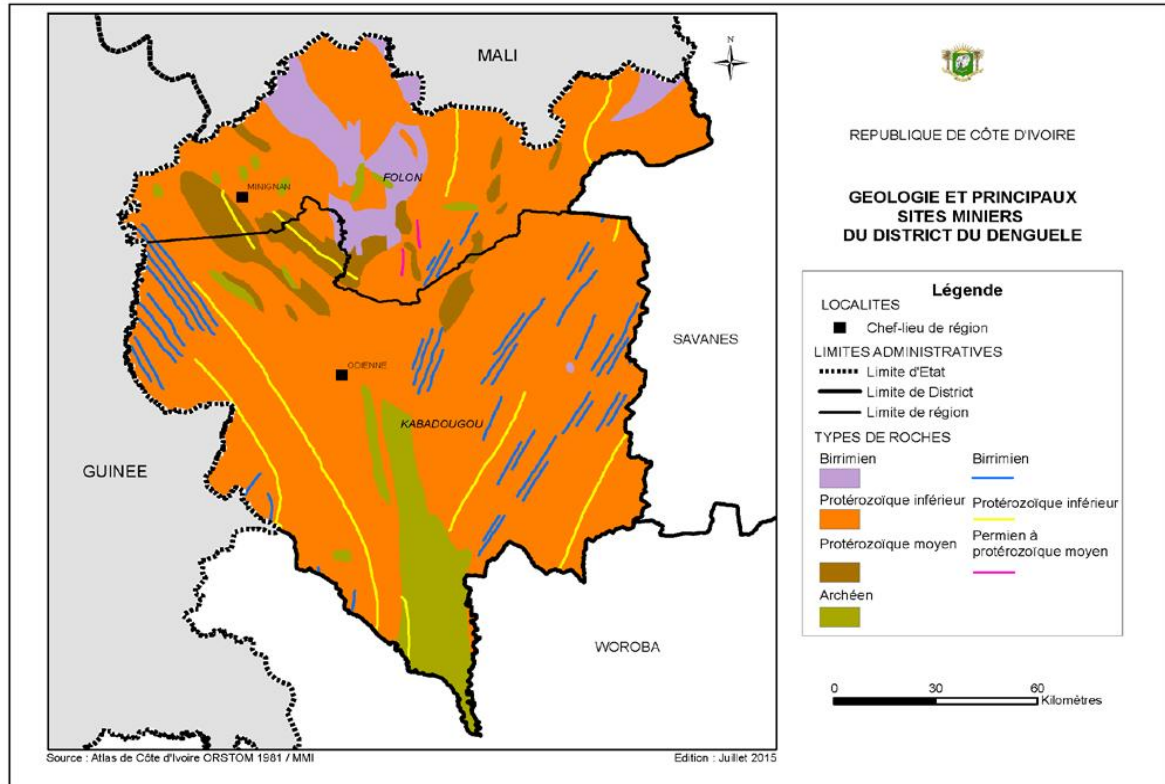 MALI
N
FOLON
MINIGNAN
ODIENNE
KABADOUGOU
GUINEE
SAVANES
WOROBA
Source : Atlas de Côte d'Ivoire ORSTOM 1981 / MMI
Edition : Juillet 2015
REPUBLIQUE DE CÔTE D'IVOIRE
GEOLOGIE ET PRINCIPAUX
SITES MINIERS
DU DISTRICT DU DENGUELE
Légende
LOCALITES
Chef-lieu de région
LIMITES ADMINISTRATIVES
Limite d'Etat
Limite de District
Limite de région
TYPES DE ROCHES
Birrimien
Birrimien
Protérozoïque inférieur
Protérozoïque inférieur
Protérozoïque moyen
Permien à
protérozoïque moyen
Archéen
0 30 60
Kilomètres